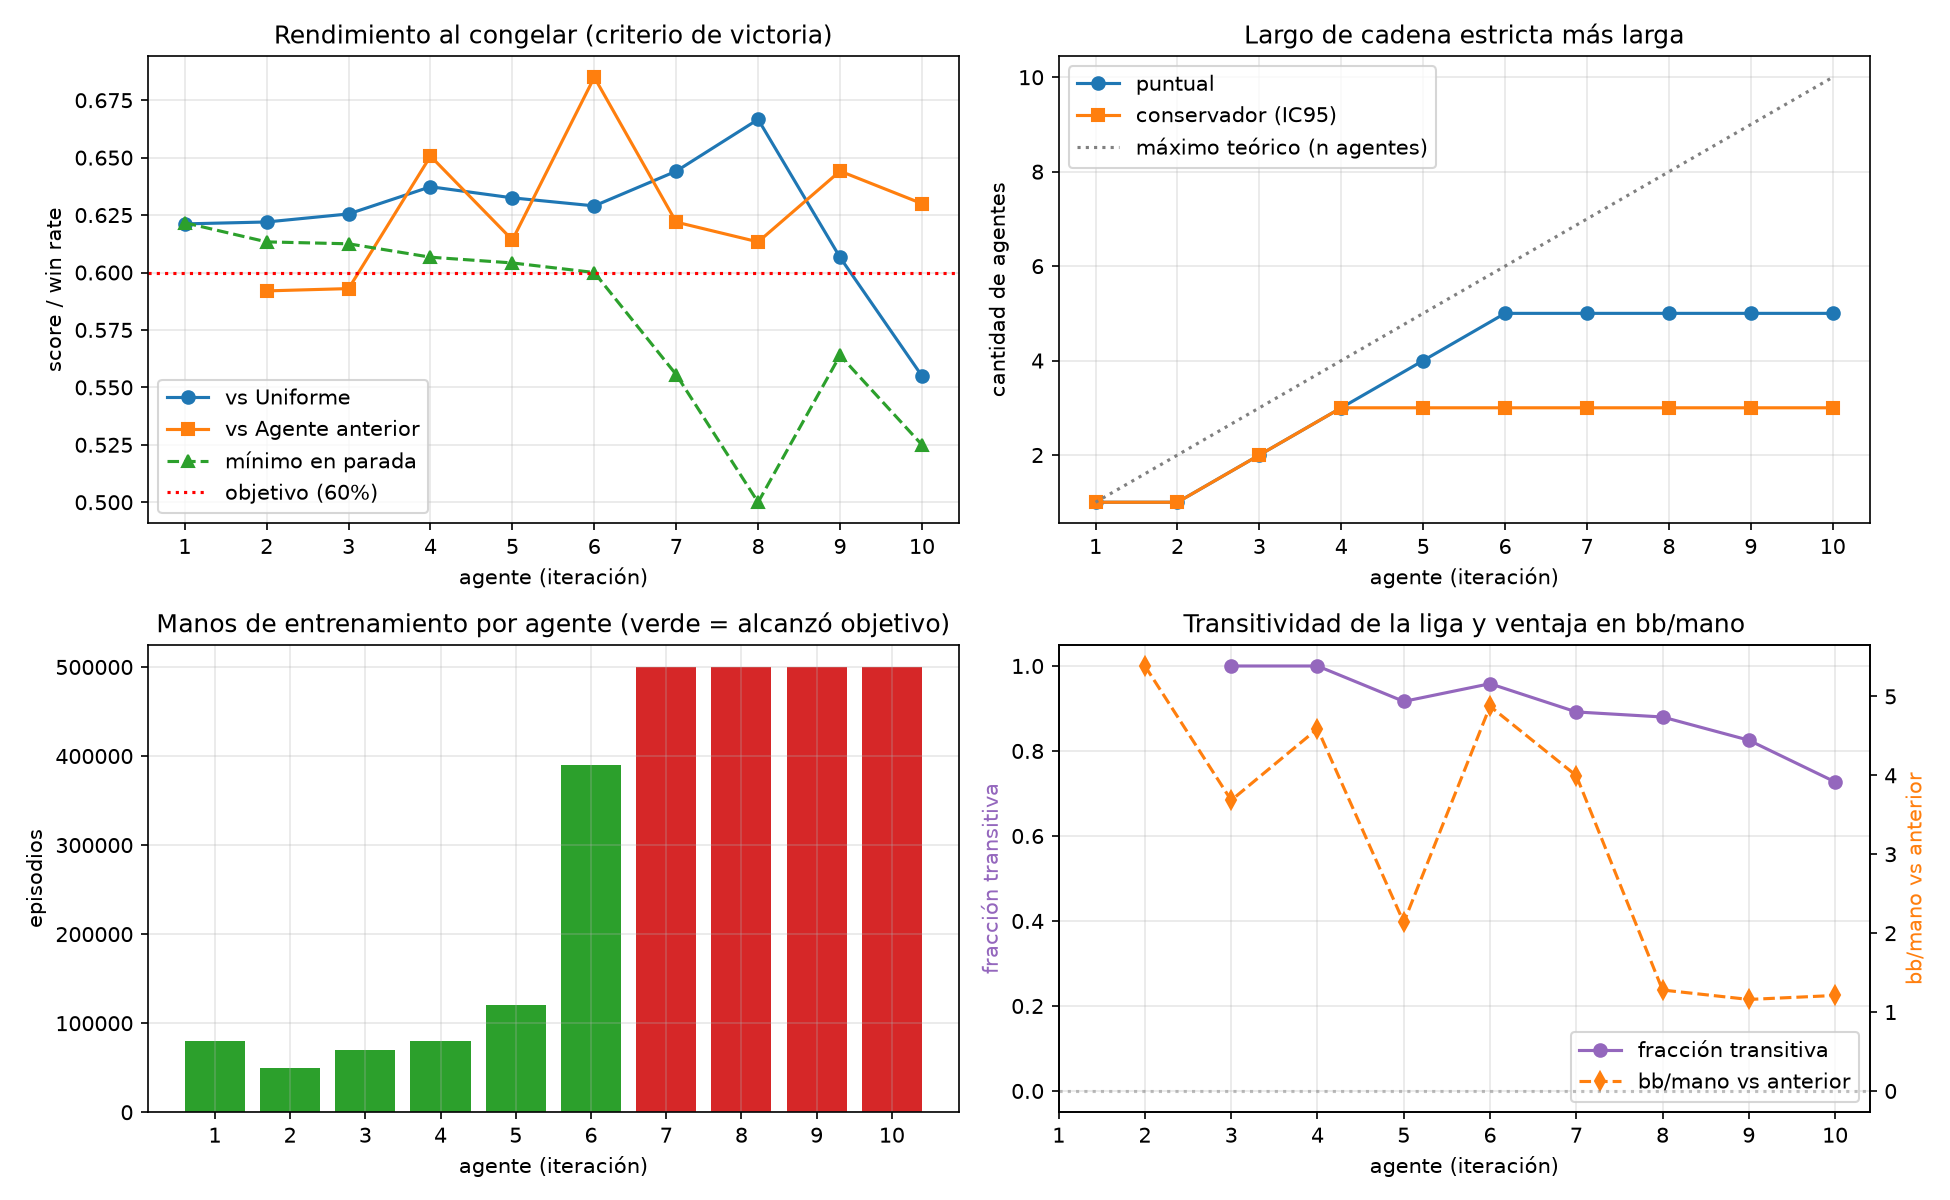 Rendimiento al congelar (criterio de victoria)
score / win rate
0.675
0.650
0.625
0.600
0.575
0.550
0.525
0.500
vs Uniforme
vs Agente anterior
mínimo en parada
objetivo (60%)
1 2 3 4 5 6 7 8 9 10
agente (iteración)
Largo de cadena estricta más larga
cantidad de agentes
10
8
6
4
2
puntual
conservador (IC95)
máximo teórico (n agentes)
1 2 3 4 5 6 7 8 9 10
agente (iteración)
Manos de entrenamiento por agente (verde = alcanzó objetivo)
episodios
500000
400000
300000
200000
100000
0
1 2 3 4 5 6 7 8 9 10
agente (iteración)
Transitividad de la liga y ventaja en bb/mano
fracción transitiva
1.0
0.8
0.6
0.4
0.2
0.0
5
4
3
2
1
0
bb/mano vs anterior
fracción transitiva
bb/mano vs anterior
1 2 3 4 5 6 7 8 9 10
agente (iteración)